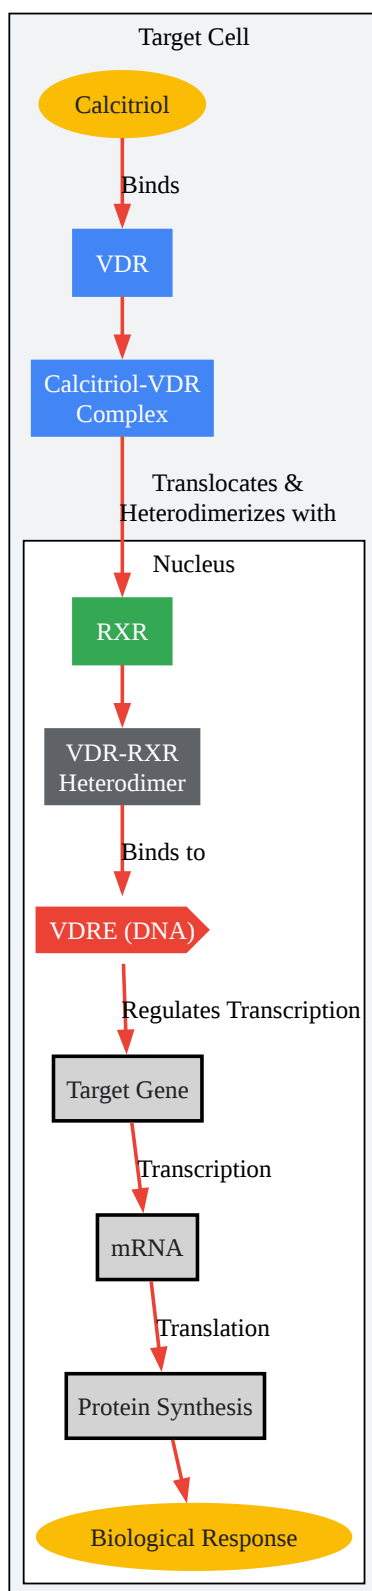 Target Cell
Calcitriol
Binds
VDR
Calcitriol-VDR
Complex
Translocates &
Heterodimerizes with
Nucleus
RXR
VDR-RXR
Heterodimer
Binds to
VDRE (DNA)
Regulates Transcription
Target Gene
Transcription
mRNA
Translation
Protein Synthesis
Biological Response